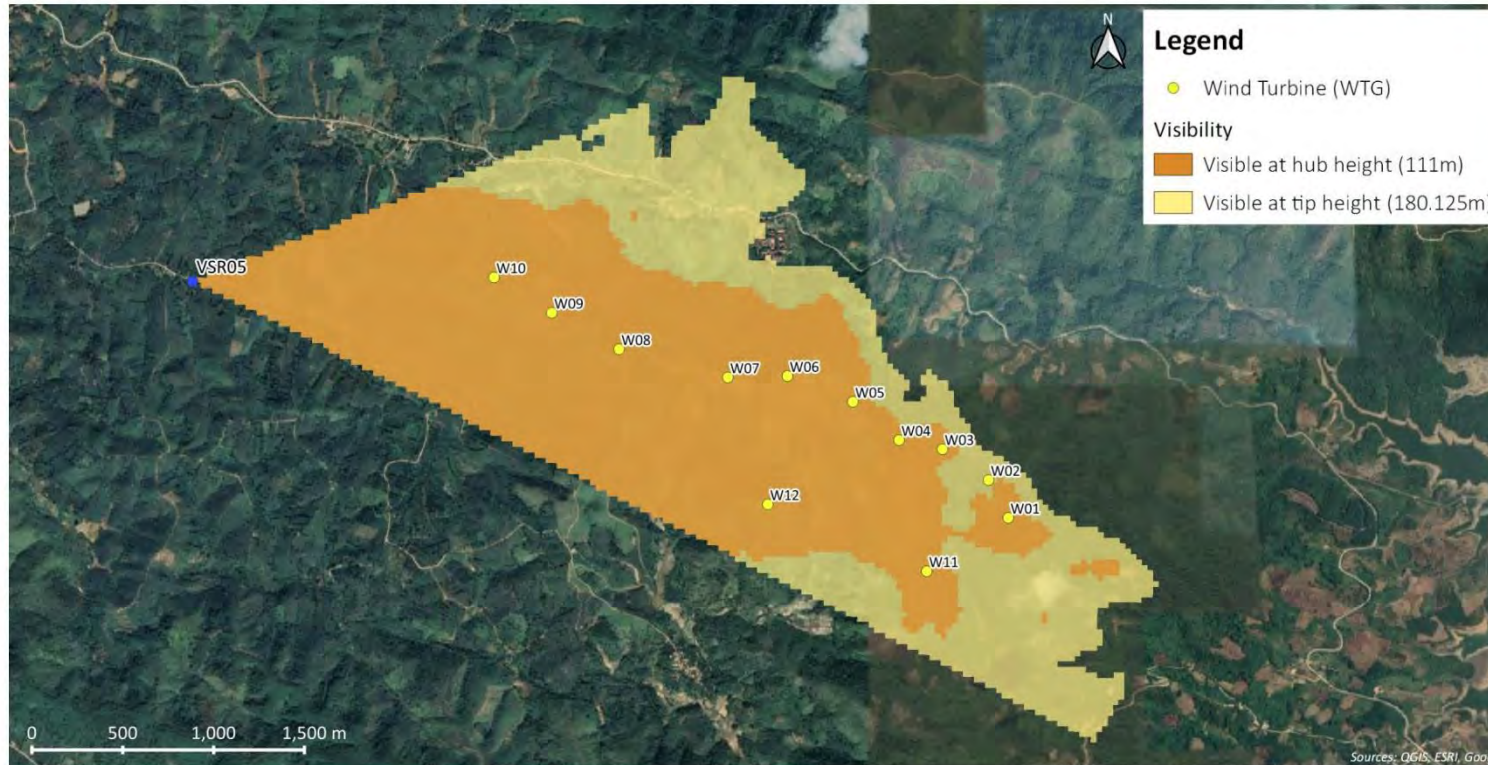 N
Legend
Wind Turbine (WTG)
Visibility
Visible at hub height (111m)
Visible at tip height (180.125m)
VSR05
W10
W09
W08
W07
W06
W05
W04
W03
W02
W01
W12
W11
0 500 1,000 1,500 m
Sources: QGIS, ESRI, Goo